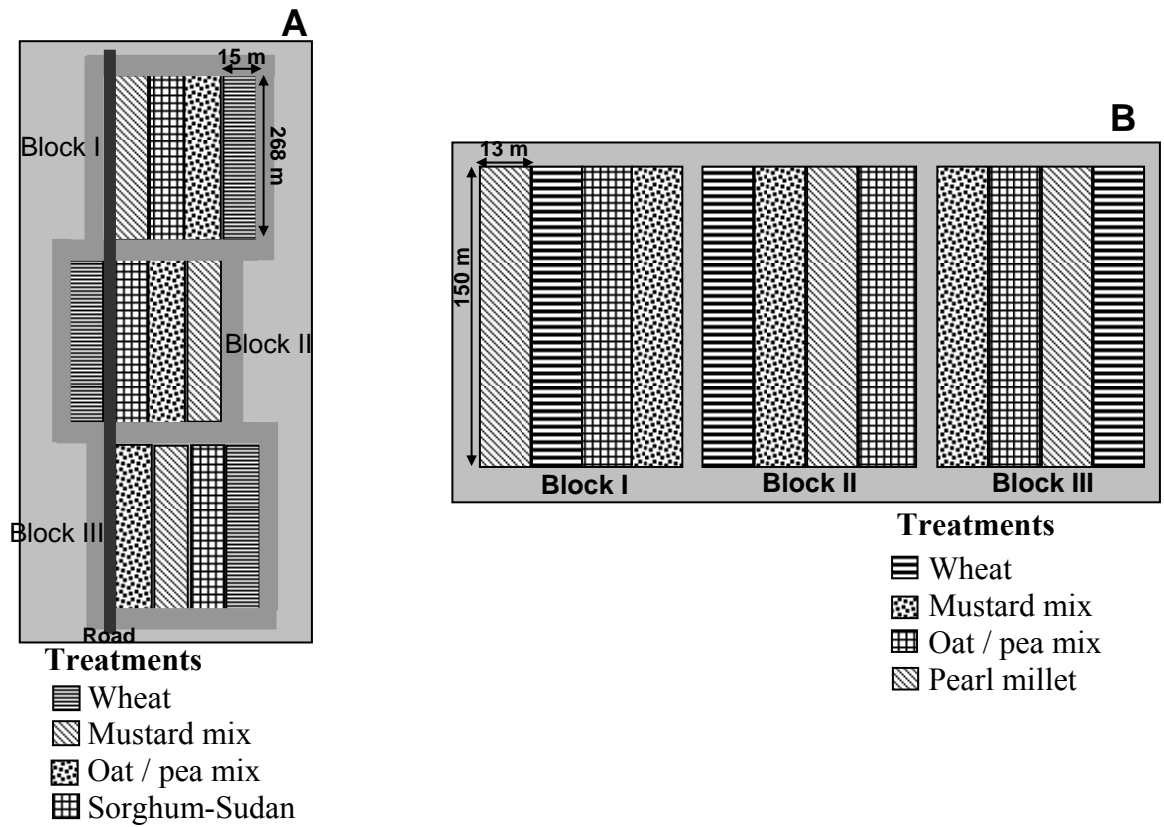 A
15 m
Block I
268 m
Block II
Block III
Road
Treatments
Wheat
Mustard mix
Oat / pea mix
Sorghum-Sudan
B
13 m
150 m
Block I
Block II
Block III
Treatments
Wheat
Mustard mix
Oat / pea mix
Pearl millet